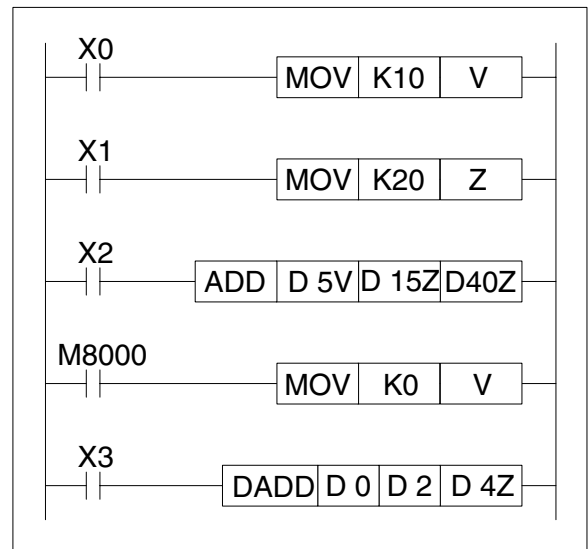 X0
MOV K10 V
X1
MOV K20 Z
X2
ADD D 5V D 15Z D40Z
M8000
MOV K0 V
X3
DADD D 0 D 2 D 4Z